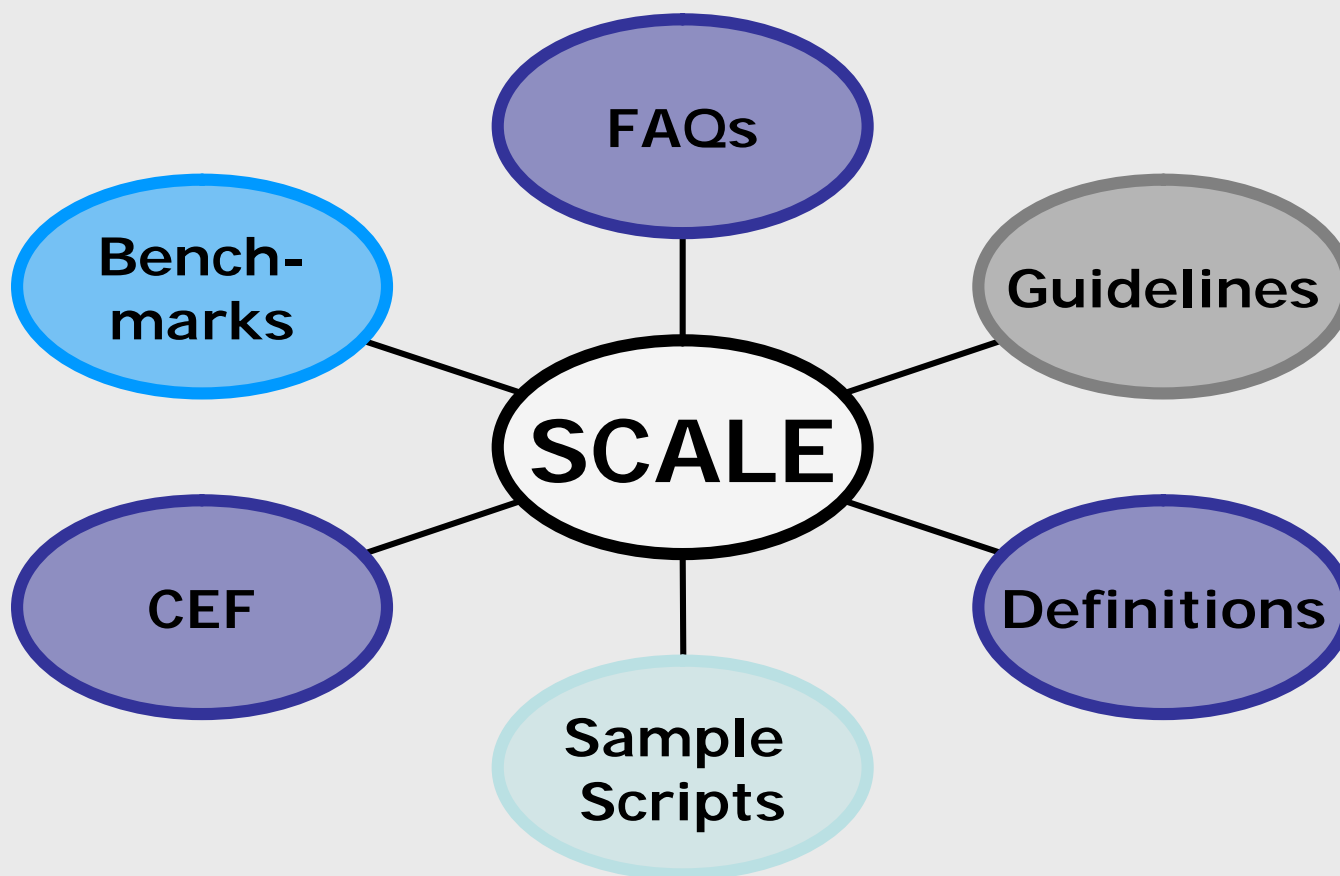 FAQs
Bench-
marks
Guidelines
SCALE
CEF
Definitions
Sample
Scripts